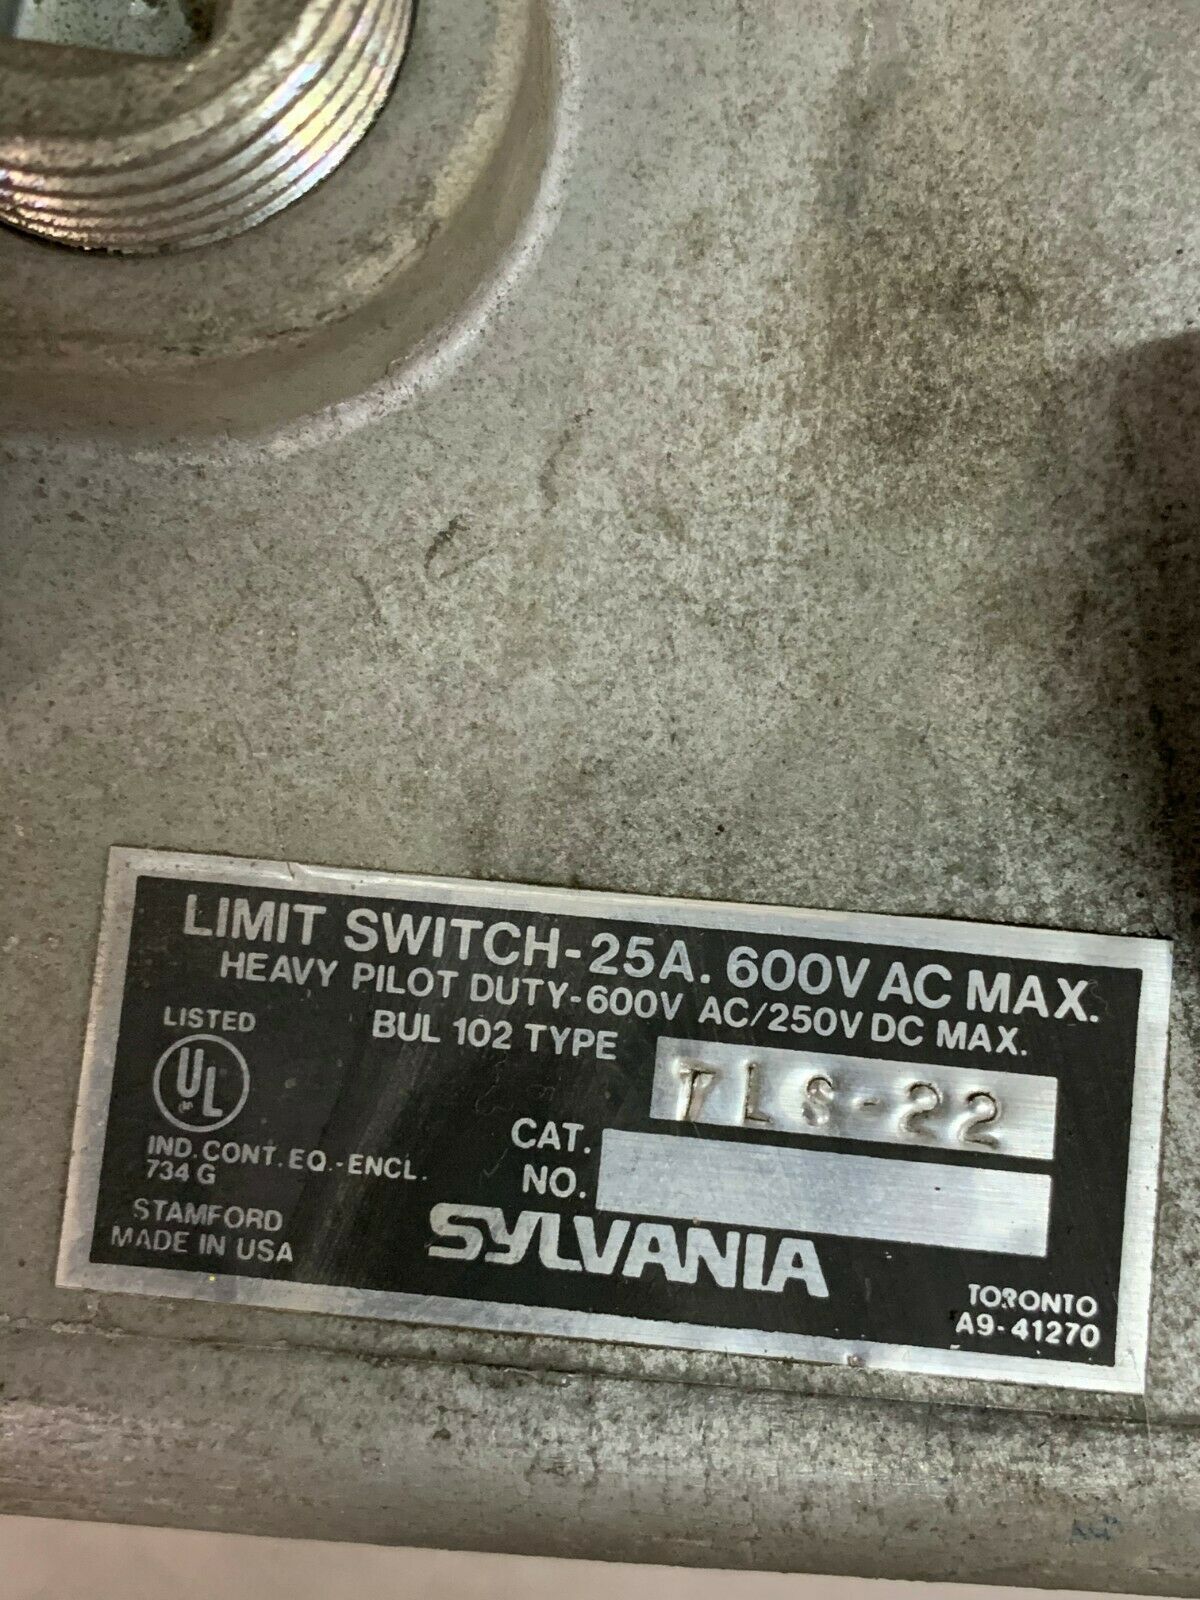 LIMIT SWITCH-25A. 600V AC MAX.
HEAVY PILOT DUTY-600V AC/250V DC MAX.
LISTED
UL
BUL 102 TYPE TLS-22
CAT.
NO.
IND. CONT. EQ.-ENCL.
734 G
STAMFORD
MADE IN USA
SYLVANIA
TORONTO
A9-41270